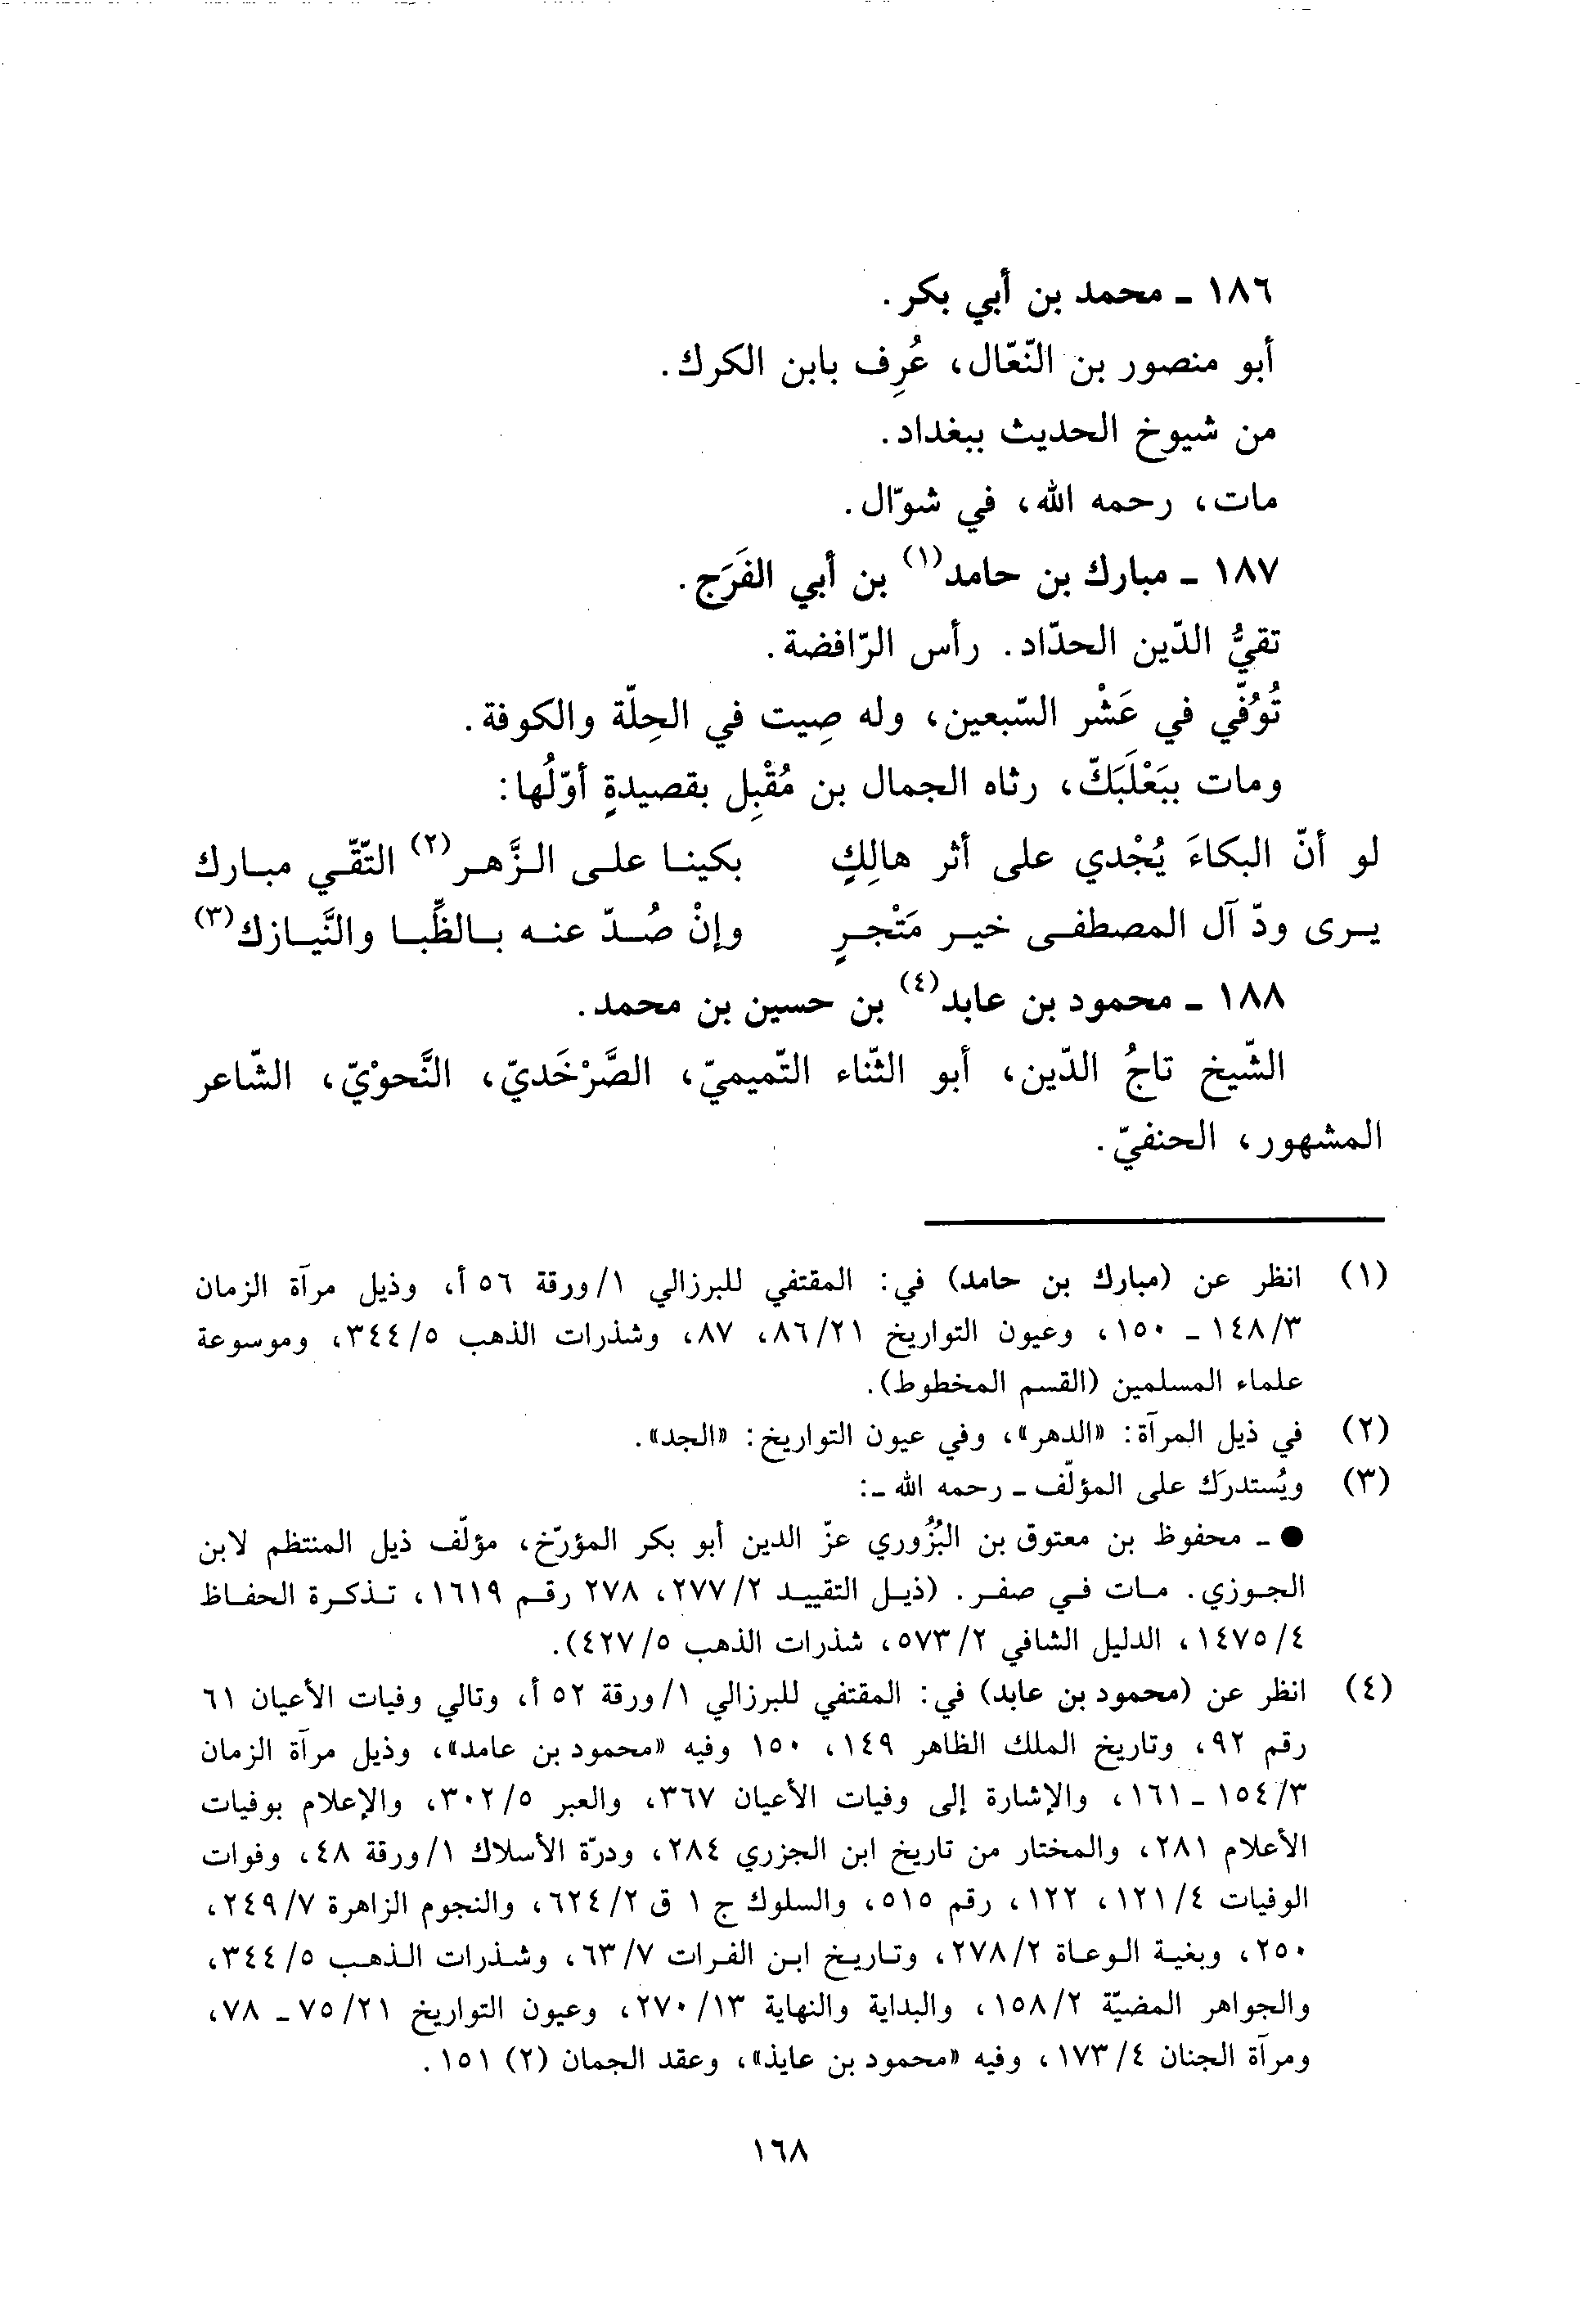 ١٨٦ ـ محمد بن أبي بكر.
أبو منصور بن النّعّال، عُرِف بابن الكرك.
من شيوخ الحديث ببغداد.
مات، رحمه الله، في شوّال.
١٨٧ ـ مبارك بن حامد(١) بن أبي الفَرَج.
تقيُّ الدّين الحدّاد. رأس الرّافضة.
تُوُفّي في عَشْر السّبعين، وله صِيت في الحِلّة والكوفة.
ومات ببَعْلَبَكّ، رثاه الجمال بن مُقْبِل بقصيدةٍ أوّلُها:
لو أنّ البكاءَ يُجْدي على أثر هالِكٍ بكينا على الزَّهر(٢) التّقّي مبارك
يرى ودّ آل المصطفى خير مَتْجرٍ وإنْ صُدّ عنه بالظِّبا والنَّيازك(٣)
١٨٨ ـ محمود بن عابد(٤) بن حسين بن محمد.
الشّيخ تاجُ الدّين، أبو الثّناء التّميميّ، الصَّرْخَديّ، النَّحوْيّ، الشّاعر
المشهور، الحنفيّ.
(١) انظر عن (مبارك بن حامد) في: المقتفي للبرزالي ١/ورقة ٥٦ أ، وذيل مرآة الزمان
٣/١٤٨ ـ ١٥٠، وعيون التواريخ ٢١/٨٦، ٨٧، وشذرات الذهب ٥/٣٤٤، وموسوعة
علماء المسلمين (القسم المخطوط).
(٢) في ذيل المرآة: «الدهر»، وفي عيون التواريخ: «الجد».
(٣) ويُستدرَك على المؤلّف ـ رحمه الله ـ:
● ـ محفوظ بن معتوق بن البُزُوري عزّ الدين أبو بكر المؤرّخ، مؤلّف ذيل المنتظم لابن
الجوزي. مات في صفر. (ذيل التقييد ٢/٢٧٧، ٢٧٨ رقم ١٦١٩، تذكرة الحفاظ
٤/١٤٧٥، الدليل الشافي ٢/٥٧٣، شذرات الذهب ٥/٤٢٧).
(٤) انظر عن (محمود بن عابد) في: المقتفي للبرزالي ١/ورقة ٥٢ أ، وتالي وفيات الأعيان ٦١
رقم ٩٢، وتاريخ الملك الظاهر ١٤٩، ١٥٠ وفيه «محمود بن عامد»، وذيل مرآة الزمان
٣/١٥٤ ـ ١٦١، والإشارة إلى وفيات الأعيان ٣٦٧، والعبر ٥/٣٠٢، والإعلام بوفيات
الأعلام ٢٨١، والمختار من تاريخ ابن الجزري ٢٨٤، ودرّة الأسلاك ١/ورقة ٤٨، وفوات
الوفيات ٤/١٢١، ١٢٢، رقم ٥١٥، والسلوك ج ١ ق ٢/٦٢٤، والنجوم الزاهرة ٧/٢٤٩،
٢٥٠، وبغية الوعاة ٢/٢٧٨، وتاريخ ابن الفرات ٧/٦٣، وشذرات الذهب ٥/٣٤٤،
والجواهر المضيّة ٢/١٥٨، والبداية والنهاية ١٣/٢٧٠، وعيون التواريخ ٢١/٧٥ ـ ٧٨،
ومرآة الجنان ٤/١٧٣، وفيه «محمود بن عايذ»، وعقد الجمان (٢) ١٥١.
١٦٨